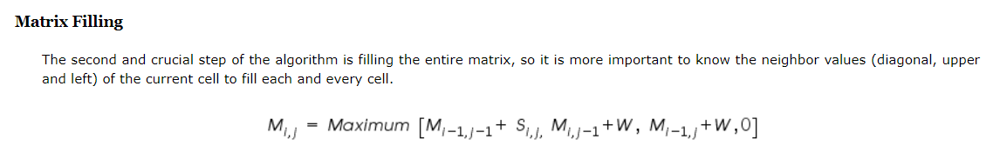 Matrix Filling
The second and crucial step of the algorithm is filling the entire matrix, so it is more important to know the neighbor values (diagonal, upper
and left) of the current cell to fill each and every cell.
M_{i,j} = Maximum [M_{i-1,j-1} + S_{i,j}, M_{i,j-1}+W, M_{i-1,j}+W,0]